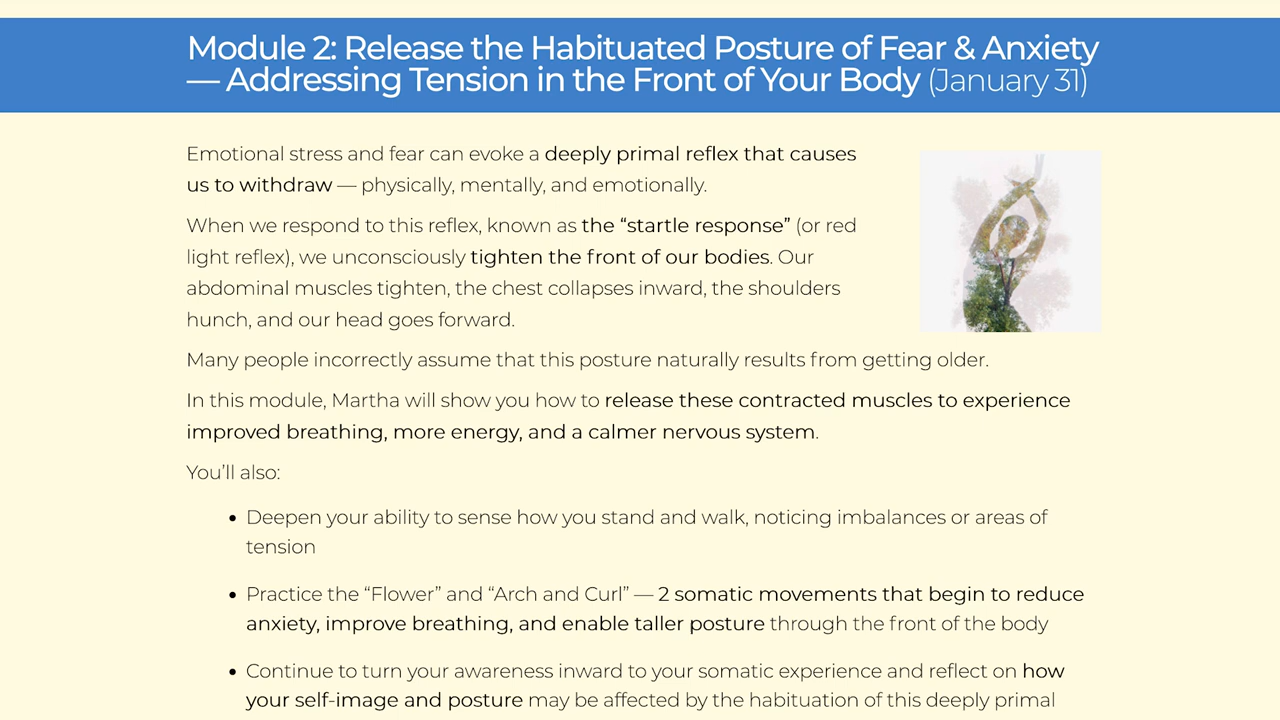 Module 2: Release the Habituated Posture of Fear & Anxiety
— Addressing Tension in the Front of Your Body (January 31)
Emotional stress and fear can evoke a deeply primal reflex that causes
us to withdraw — physically, mentally, and emotionally.
When we respond to this reflex, known as the “startle response” (or red
light reflex), we unconsciously tighten the front of our bodies. Our
abdominal muscles tighten, the chest collapses inward, the shoulders
hunch, and our head goes forward.
Many people incorrectly assume that this posture naturally results from getting older.
In this module, Martha will show you how to release these contracted muscles to experience
improved breathing, more energy, and a calmer nervous system.
You’ll also:
• Deepen your ability to sense how you stand and walk, noticing imbalances or areas of
tension
• Practice the “Flower” and “Arch and Curl” — 2 somatic movements that begin to reduce
anxiety, improve breathing, and enable taller posture through the front of the body
• Continue to turn your awareness inward to your somatic experience and reflect on how
your self-image and posture may be affected by the habituation of this deeply primal